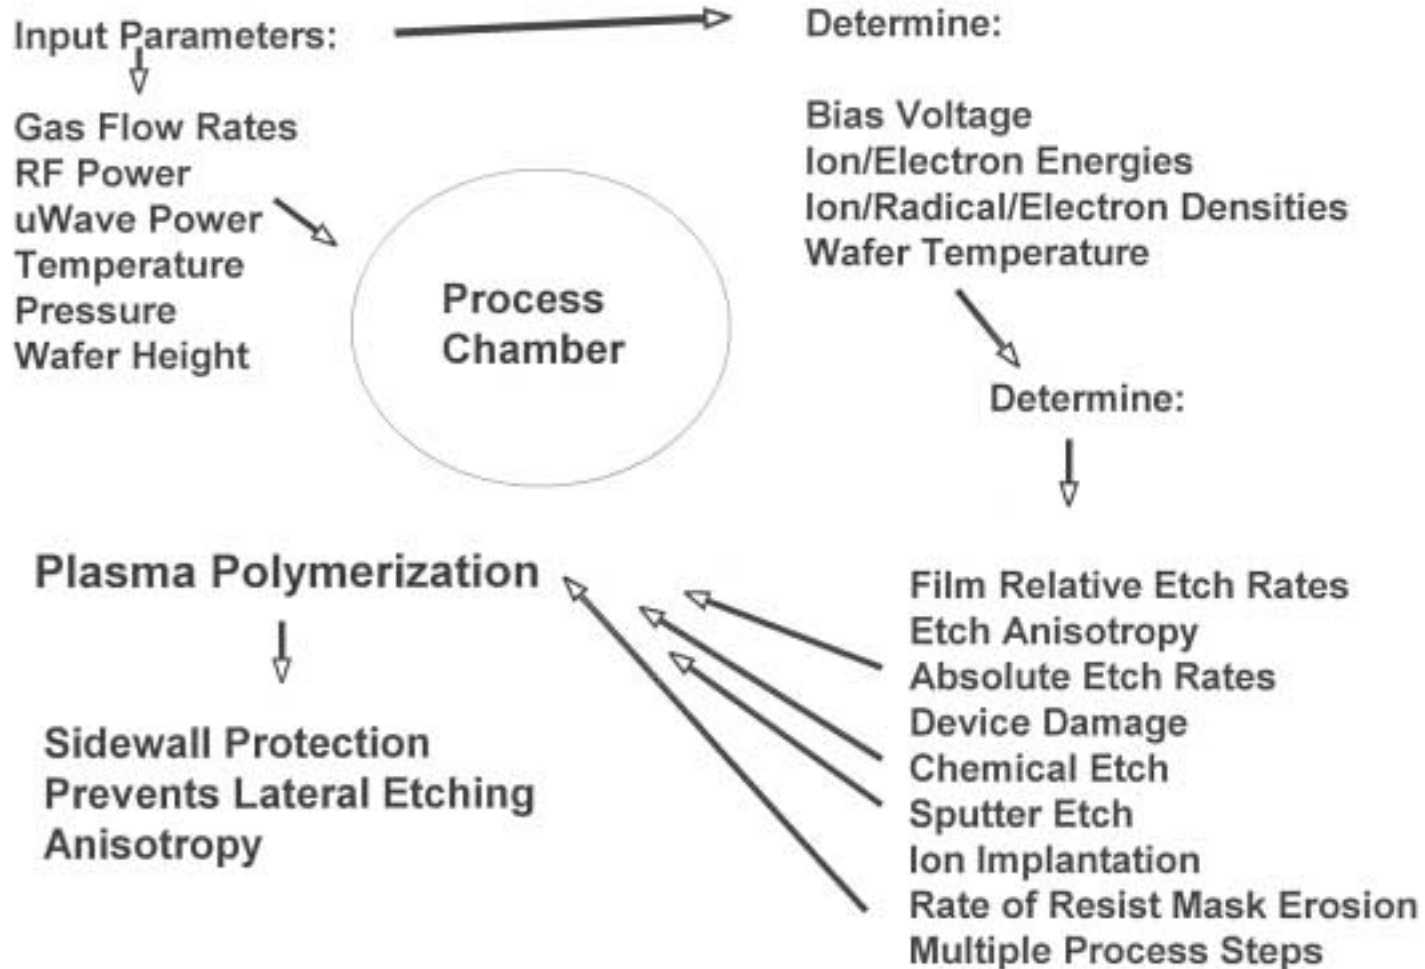 Input Parameters:
Gas Flow Rates
RF Power
uWave Power
Temperature
Pressure
Wafer Height
Process
Chamber
Determine:
Bias Voltage
Ion/Electron Energies
Ion/Radical/Electron Densities
Wafer Temperature
Determine:
Film Relative Etch Rates
Etch Anisotropy
Absolute Etch Rates
Device Damage
Chemical Etch
Sputter Etch
Ion Implantation
Rate of Resist Mask Erosion
Multiple Process Steps
Plasma Polymerization
Sidewall Protection
Prevents Lateral Etching
Anisotropy